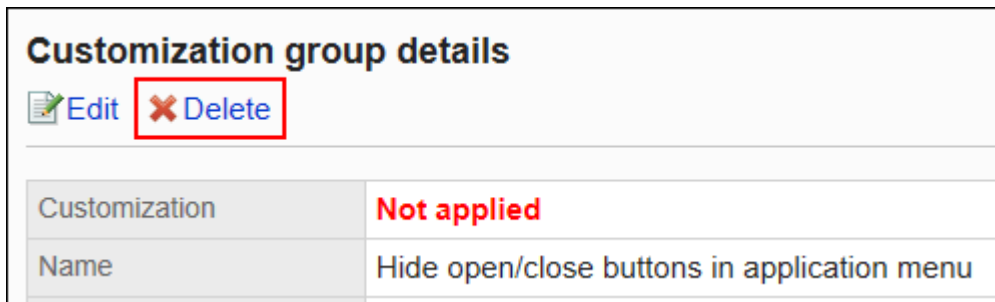 Customization group details
Edit Delete
Customization Not applied
Name Hide open/close buttons in application menu